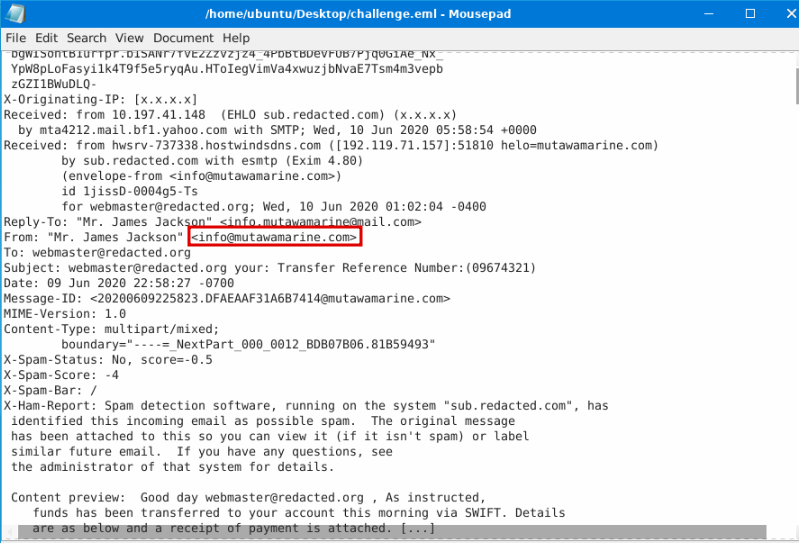 /home/ubuntu/Desktop/challenge.eml - Mousepad
File Edit Search View Document Help
YpW8pLoFasyi1k4T9f5e5ryqAu.HToIegVimVa4xwuzjbNvaE7Tsm4m3vepb
zGZI1BWuDLQ-
X-Originating-IP: [x.x.x.x]
Received: from 10.197.41.148  (EHLO sub.redacted.com) (x.x.x.x)
by mta4212.mail.bf1.yahoo.com with SMTP; Wed, 10 Jun 2020 05:58:54 +0000
Received: from hwsrv-737338.hostwindsdns.com ([192.119.71.157]:51810 helo=mutawamarine.com)
by sub.redacted.com with esmtp (Exim 4.80)
(envelope-from <info@mutawamarine.com>)
id 1jissD-0004g5-Ts
for webmaster@redacted.org; Wed, 10 Jun 2020 01:02:04 -0400
Reply-To: "Mr. James Jackson" <info.mutawamarine@mail.com>
From: "Mr. James Jackson" <info@mutawamarine.com>
To: webmaster@redacted.org
Subject: webmaster@redacted.org your: Transfer Reference Number:(09674321)
Date: 09 Jun 2020 22:58:27 -0700
Message-ID: <20200609225823.DFAEAAF31A6B7414@mutawamarine.com>
MIME-Version: 1.0
Content-Type: multipart/mixed;
boundary="----=_NextPart_000_0012_BDB07B06.81B59493"
X-Spam-Status: No, score=-0.5
X-Spam-Score: -4
X-Spam-Bar: /
X-Ham-Report: Spam detection software, running on the system "sub.redacted.com", has
identified this incoming email as possible spam.  The original message
has been attached to this so you can view it (if it isn't spam) or label
similar future email.  If you have any questions, see
the administrator of that system for details.
Content preview:  Good day webmaster@redacted.org , As instructed,
funds has been transferred to your account this morning via SWIFT. Details
are as below and a receipt of payment is attached. [...]